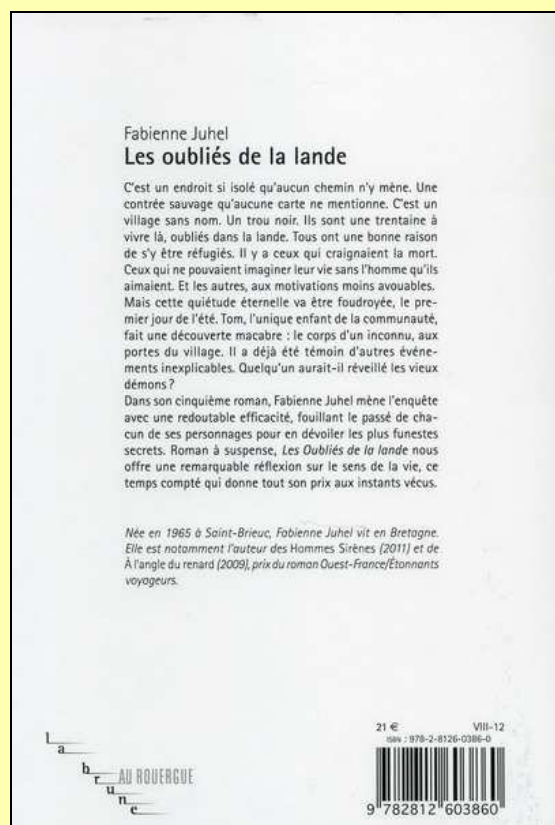 Fabienne Juhel
Les oubliés de la lande
C'est un endroit si isolé qu'aucun chemin n'y mène. Une
contrée sauvage qu'aucune carte ne mentionne. C'est un
village sans nom. Un trou noir. Ils sont une trentaine à
vivre là, oubliés dans la lande. Tous ont une bonne raison
de s'y être réfugiés. Il y a ceux qui craignaient la mort.
Ceux qui ne pouvaient imaginer leur vie sans l'homme qu'ils
aimaient. Et les autres, aux motivations moins avouables.
Mais cette quiétude éternelle va être foudroyée, le pre-
mier jour de l'été. Tom, l'unique enfant de la communauté,
fait une découverte macabre : le corps d'un inconnu, aux
portes du village. Il a déjà été témoin d'autres événe-
ments inexplicables. Quelqu'un aurait-il réveillé les vieux
démons ?
Dans son cinquième roman, Fabienne Juhel mène l'enquête
avec une redoutable efficacité, fouillant le passé de cha-
cun de ses personnages pour en dévoiler les plus funestes
secrets. Roman à suspense, Les Oubliés de la lande nous
offre une remarquable réflexion sur le sens de la vie, ce
temps compté qui donne tout son prix aux instants vécus.
Née en 1965 à Saint-Brieuc, Fabienne Juhel vit en Bretagne.
Elle est notamment l'auteur des Hommes Sirènes (2011) et de
À l'angle du renard (2009), prix du roman Ouest-France/Étonnants
voyageurs.
la brune
AU ROUERGUE
21 € VIII-12
ISBN : 978-2-8126-0386-0
9 782812 603860